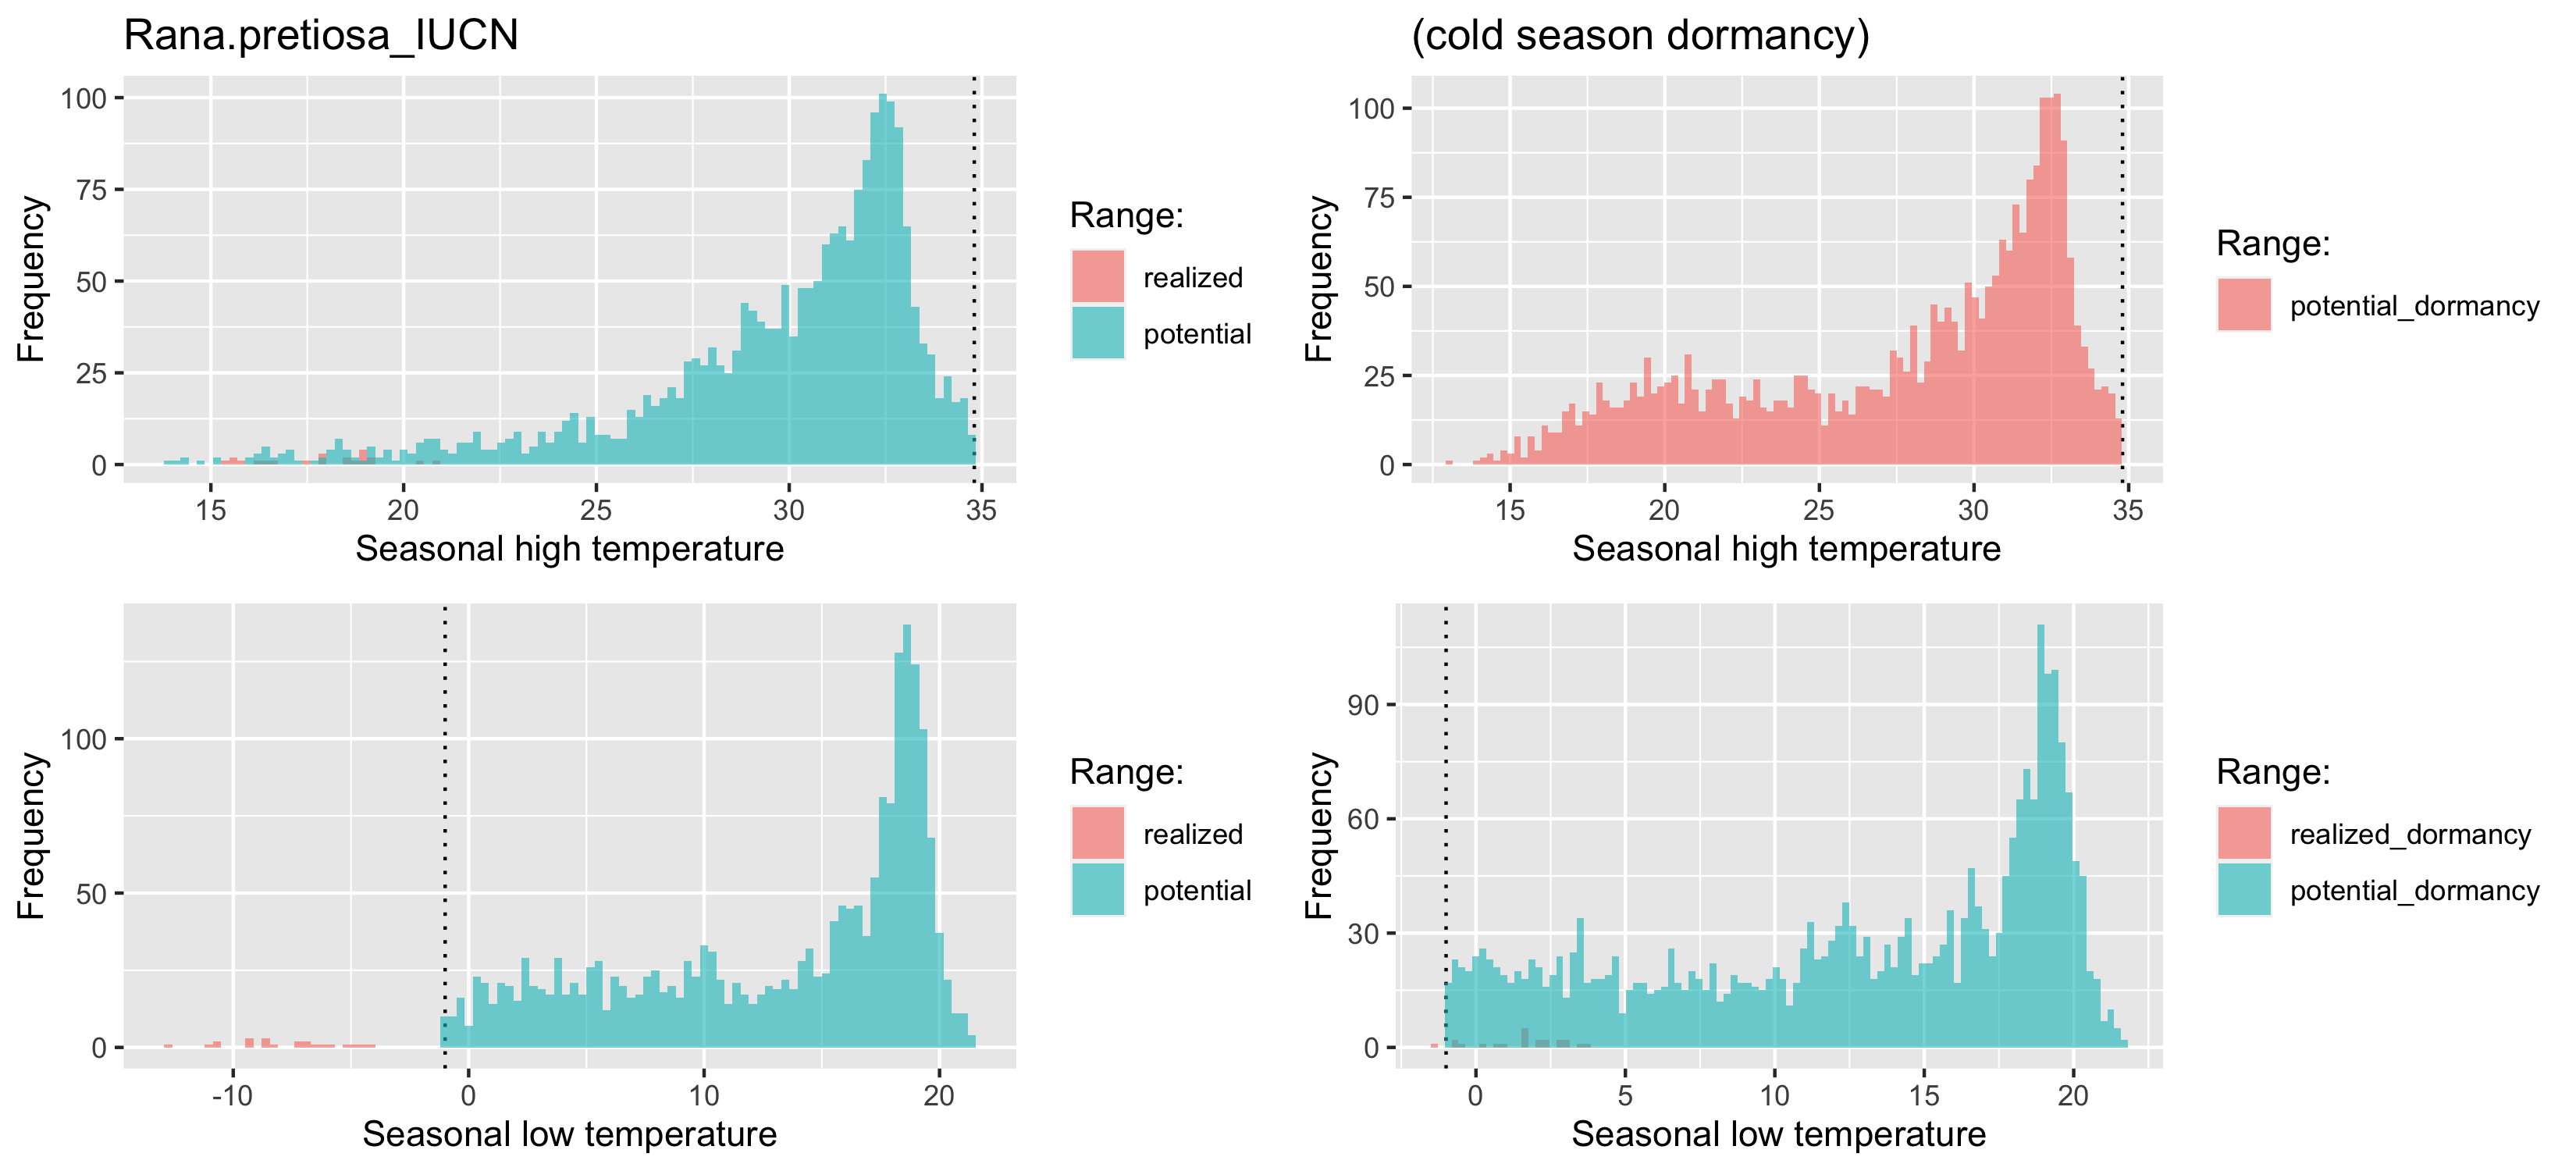 Rana.pretiosa_IUCN
Frequency
100
75
50
25
0
15 20 25 30 35
Seasonal high temperature
Range:
realized
potential
(cold season dormancy)
Frequency
100
75
50
25
0
15 20 25 30 35
Seasonal high temperature
Range:
potential_dormancy
Frequency
100
50
0
-10 0 10 20
Seasonal low temperature
Range:
realized
potential
Frequency
90
60
30
0
0 5 10 15 20
Seasonal low temperature
Range:
realized_dormancy
potential_dormancy